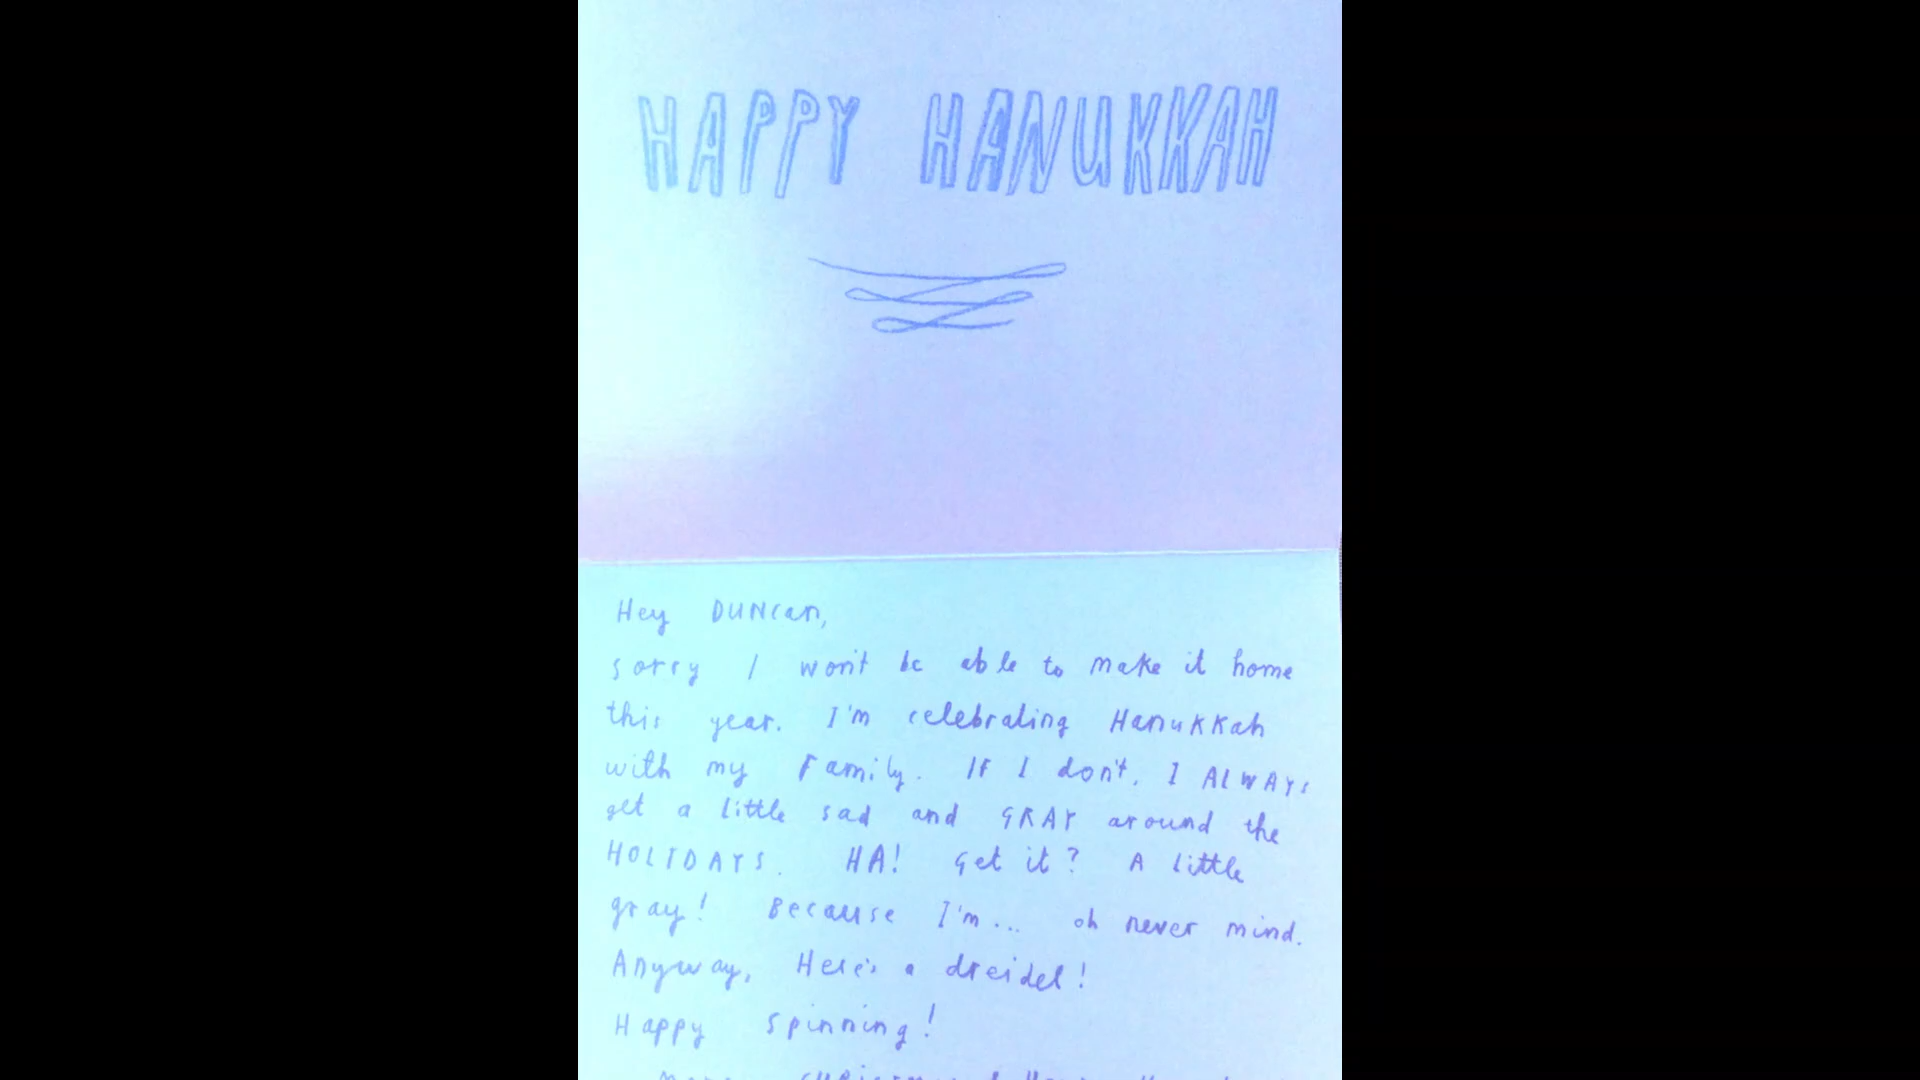 HAPPY HANUKKAH
Hey DUNCan,
sorry I won't be able to make it home
this year. I'm celebrating HanuKKah
with my Family. IF I don't, I ALWAYS
get a little sad and GRAY around the
HOLIDAYS. HA! Get it? A little
gray! Because I'm... oh never mind.
Anyway, Here's a dreidel!
Happy spinning!